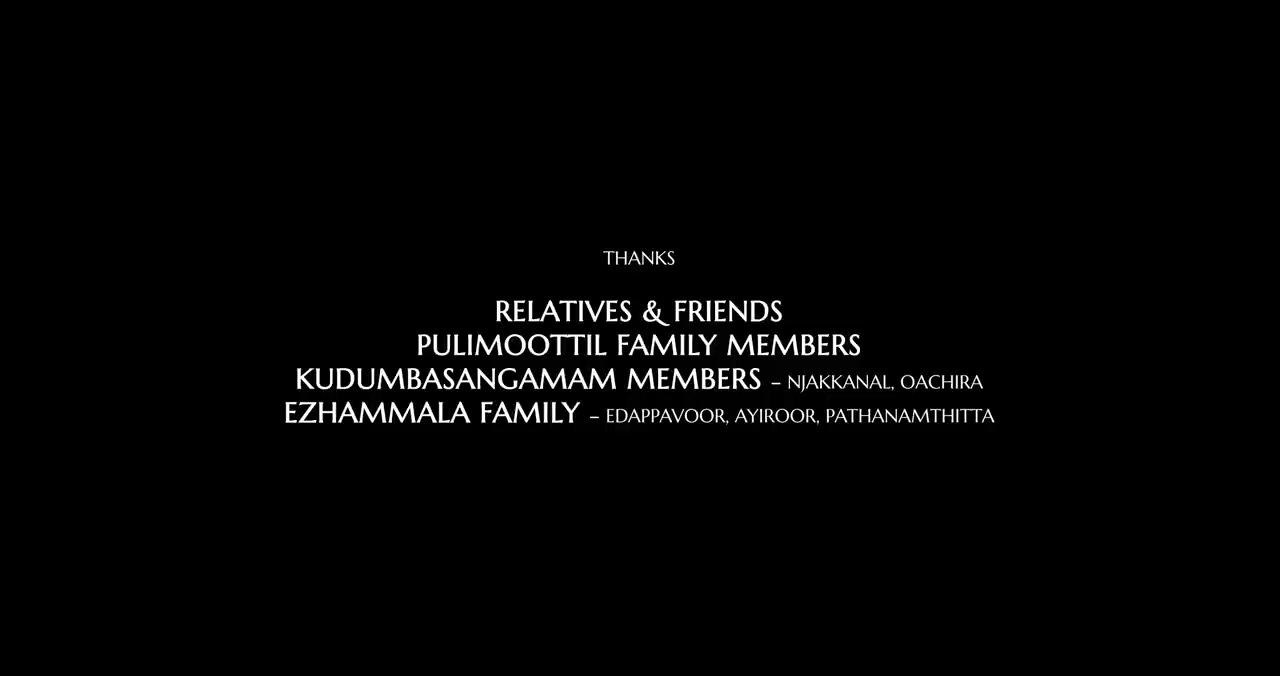 THANKS
RELATIVES & FRIENDS
PULIMOOTTIL FAMILY MEMBERS
KUDUMBASANGAMAM MEMBERS – NJAKKANAL, OACHIRA
EZHAMMALA FAMILY – EDAPPAVOOR, AYIROOR, PATHANAMTHITTA